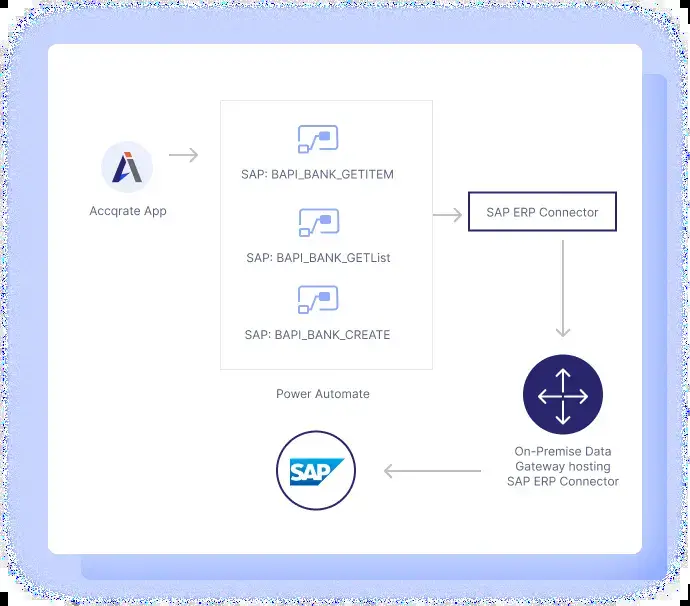 SAP: BAPI_BANK_GETITEM
Accqrate App
SAP ERP Connector
SAP: BAPI_BANK_GETList
SAP: BAPI_BANK_CREATE
Power Automate
On-Premise Data
Gateway hosting
SAP ERP Connector
SAP